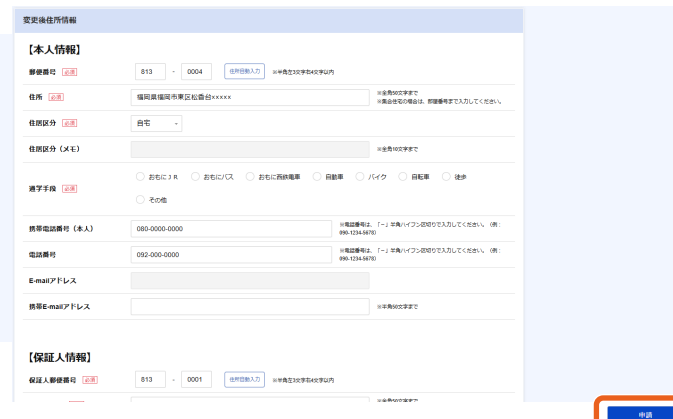 変更後住所情報
【本人情報】
郵便番号 必須 813 - 0004 住所自動入力 ※半角左3文字右4文字以内
住所 必須 福岡県福岡市東区松香台××××× ※全角50文字まで
※集合住宅の場合は、部屋番号まで入力してください。
住居区分 必須 自宅
住居区分（メモ） ※全角10文字まで
通学手段 必須 おもにＪＲ おもにバス おもに西鉄電車 自動車 バイク 自転車 徒歩
その他
携帯電話番号（本人） 080-0000-0000 ※電話番号は、「-」半角ハイフン区切りで入力してください。（例：
090-1234-5678）
電話番号 092-000-0000 ※電話番号は、「-」半角ハイフン区切りで入力してください。（例：
090-1234-5678）
E-mailアドレス
携帯E-mailアドレス ※半角50文字まで
【保証人情報】
保証人郵便番号 必須 813 - 0001 住所自動入力 ※半角左3文字右4文字以内
※全角50文字まで
申請